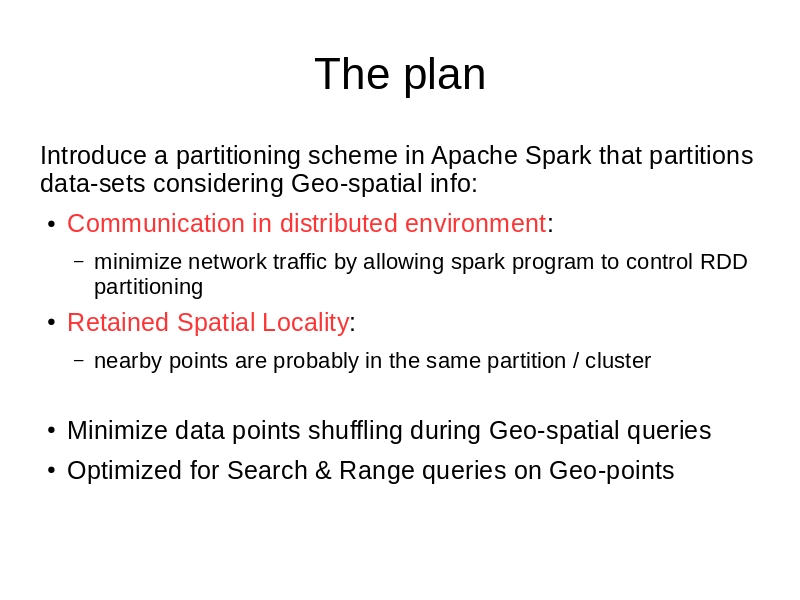 The plan
Introduce a partitioning scheme in Apache Spark that partitions
data-sets considering Geo-spatial info:
● Communication in distributed environment:
– minimize network traffic by allowing spark program to control RDD
partitioning
● Retained Spatial Locality:
– nearby points are probably in the same partition / cluster
● Minimize data points shuffling during Geo-spatial queries
● Optimized for Search & Range queries on Geo-points